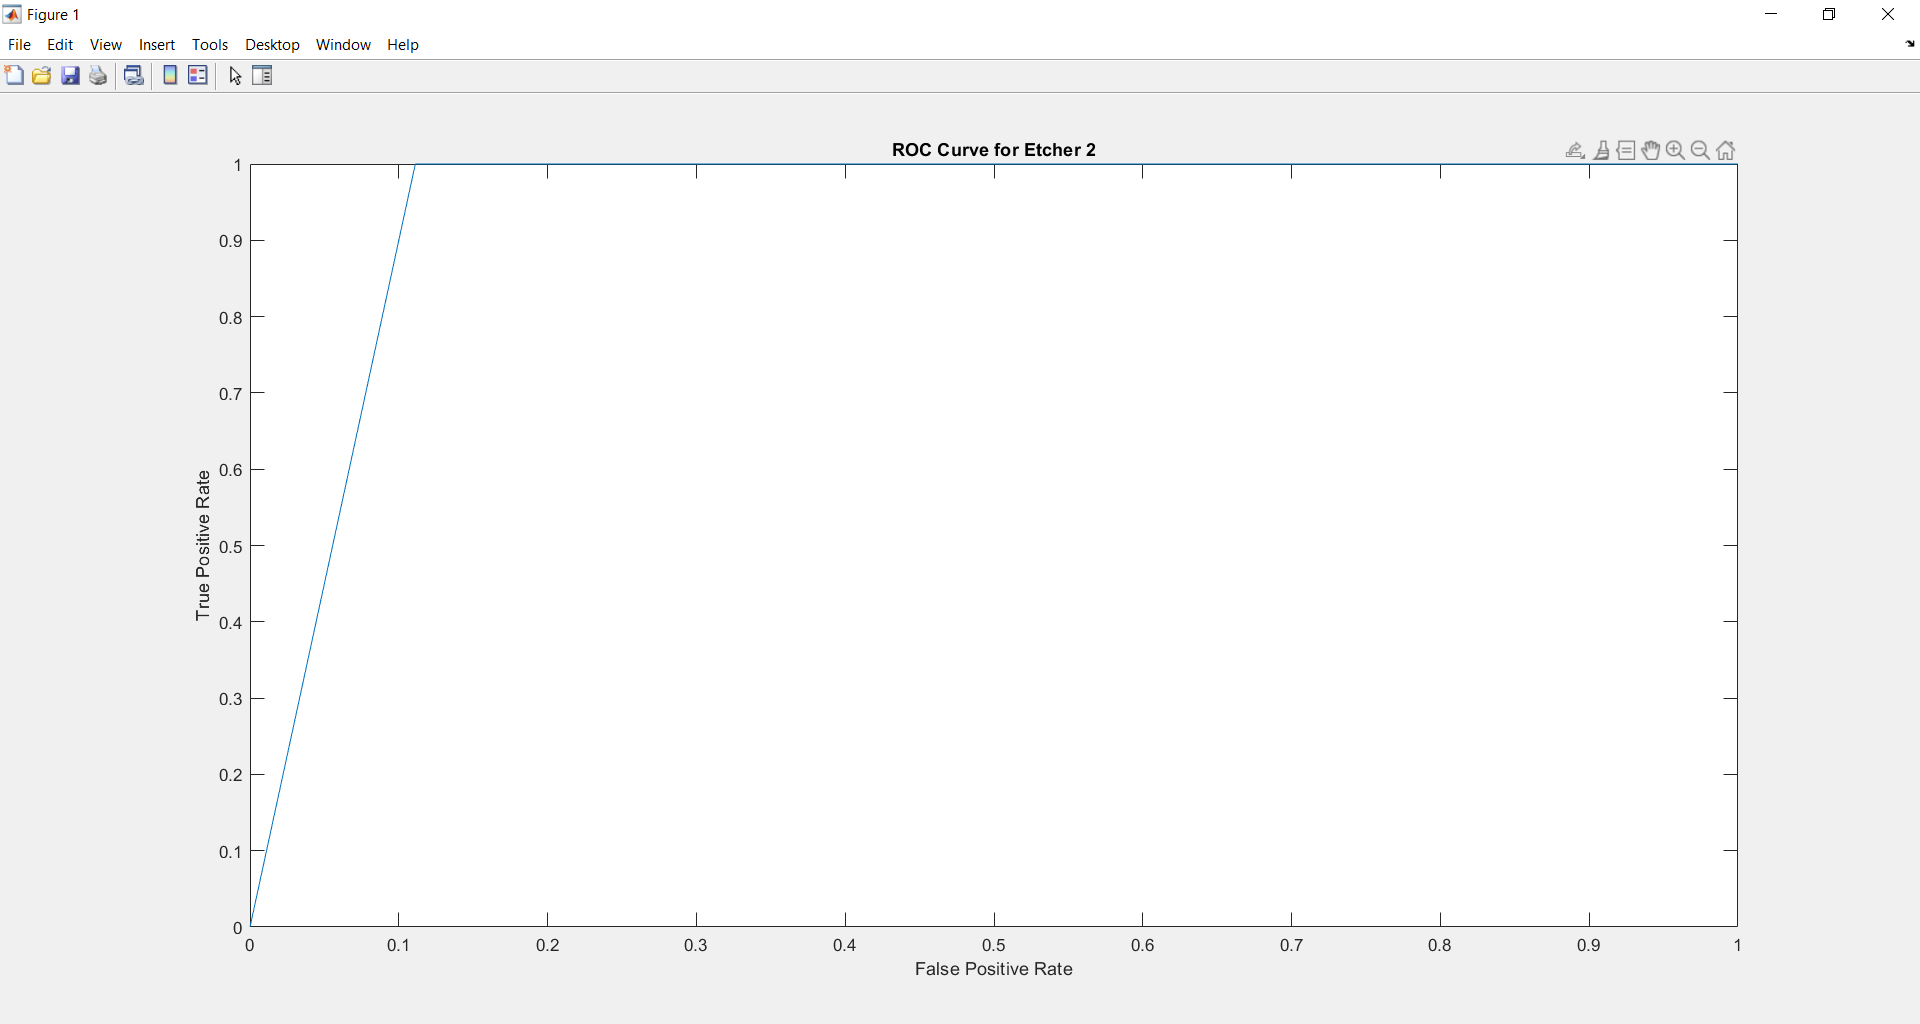 Figure 1
File Edit View Insert Tools Desktop Window Help
ROC Curve for Etcher 2
1
0.9
0.8
0.7
0.6
0.5
0.4
0.3
0.2
0.1
0
True Positive Rate
0 0.1 0.2 0.3 0.4 0.5 0.6 0.7 0.8 0.9 1
False Positive Rate